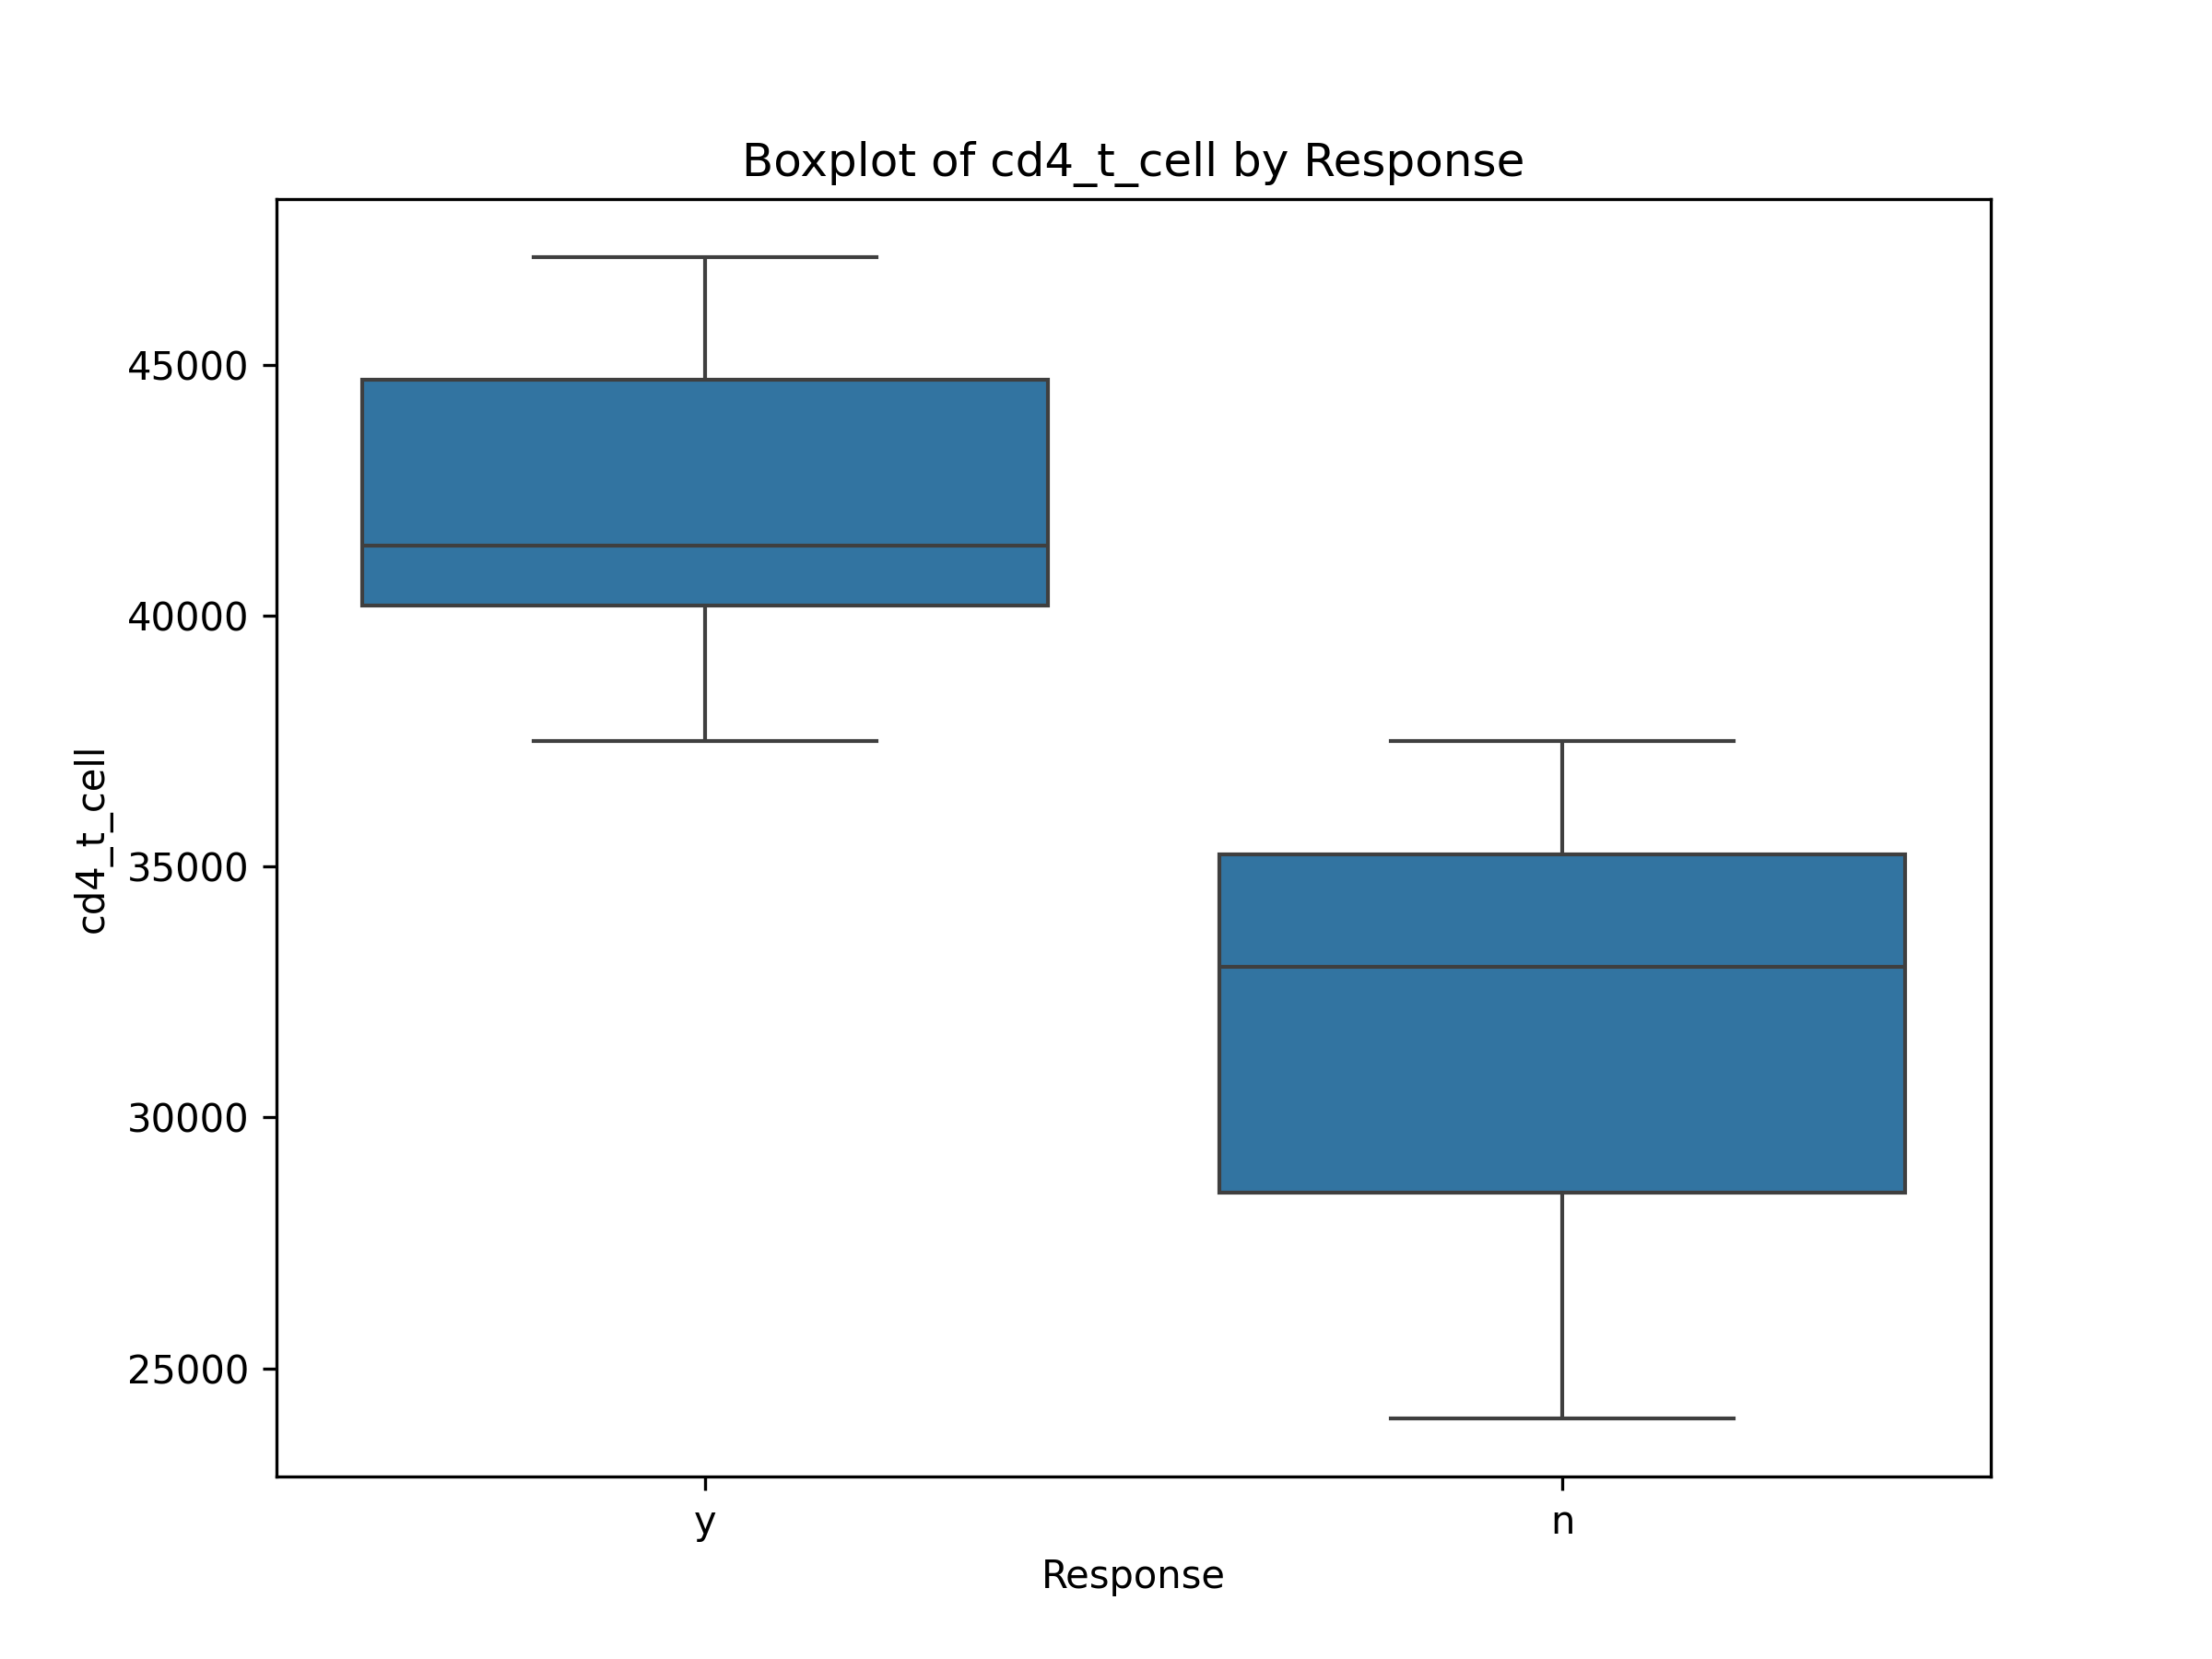 Boxplot of cd4_t_cell by Response
45000
40000
35000
30000
25000
cd4_t_cell
y
n
Response